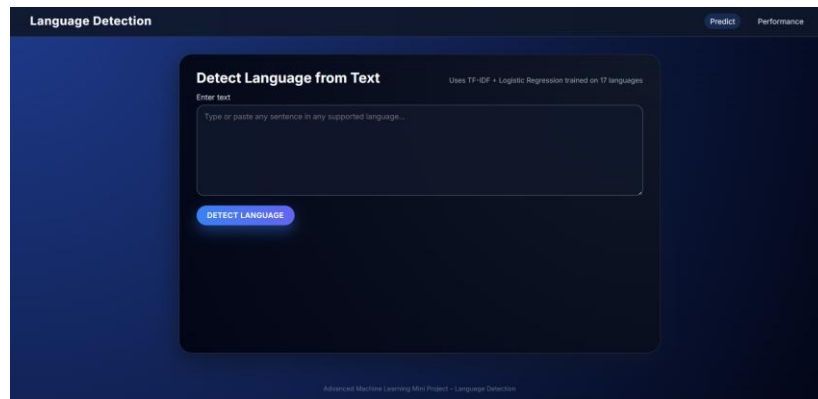 Language Detection
Predict
Performance
Detect Language from Text
Uses TF-IDF + Logistic Regression trained on 17 languages
Enter text
Type or paste any sentence in any supported language...
DETECT LANGUAGE
Advanced Machine Learning Mini Project – Language Detection